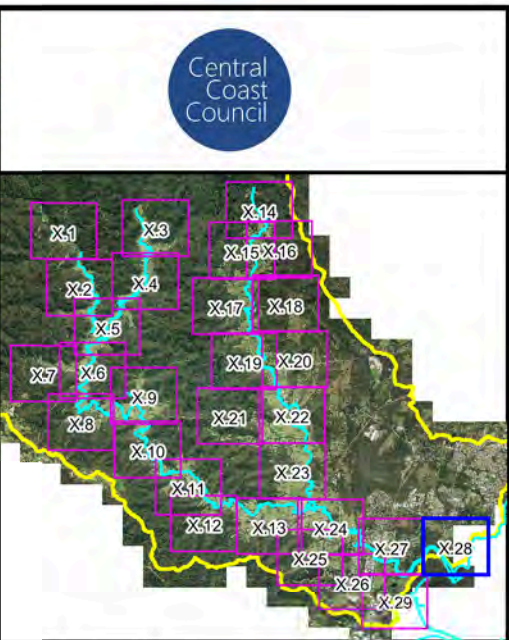 Central
Coast
Council
X.14
X.1
X.3
X.15
X.16
X.2
X.4
X.17
X.18
X.5
X.19
X.20
X.7
X.6
X.9
X.8
X.21
X.22
X.10
X.23
X.11
X.12
X.13
X.24
X.25
X.27
X.28
X.26
X.29